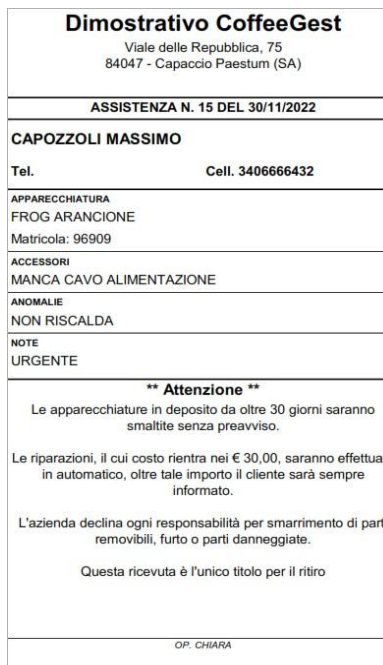 Dimostrativo CoffeeGest
Viale delle Repubblica, 75
84047 - Capaccio Paestum (SA)
ASSISTENZA N. 15 DEL 30/11/2022
CAPOZZOLI MASSIMO
Tel. Cell. 3406666432
APPARECCHIATURA
FROG ARANCIONE
Matricola: 96909
ACCESSORI
MANCA CAVO ALIMENTAZIONE
ANOMALIE
NON RISCALDA
NOTE
URGENTE
** Attenzione **
Le apparecchiature in deposito da oltre 30 giorni saranno
smaltite senza preavviso.
Le riparazioni, il cui costo rientra nei € 30,00, saranno effettua
in automatico, oltre tale importo il cliente sarà sempre
informato.
L'azienda declina ogni responsabilità per smarrimento di part
removibili, furto o parti danneggiate.
Questa ricevuta è l'unico titolo per il ritiro
OP. CHIARA